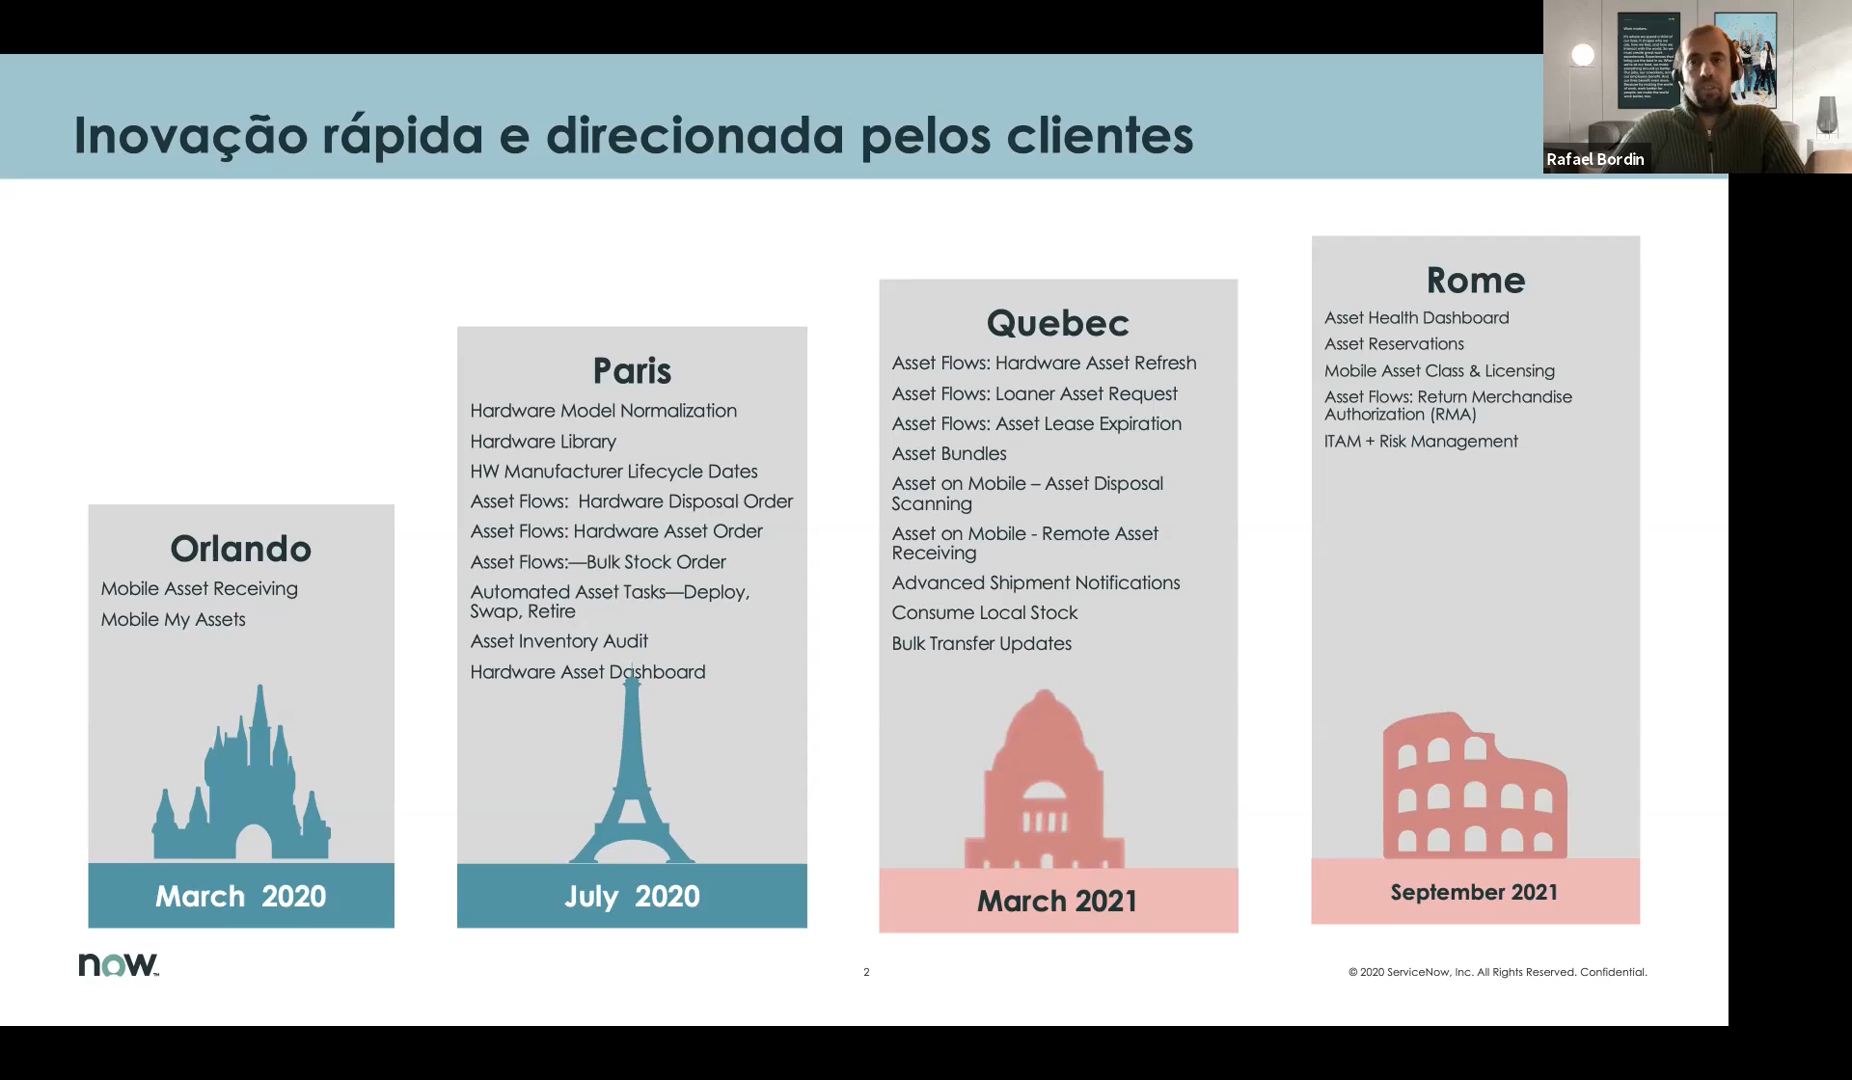 Inovação rápida e direcionada pelos clientes
Rafael Bordin
Orlando
Mobile Asset Receiving
Mobile My Assets
March 2020
Paris
Hardware Model Normalization
Hardware Library
HW Manufacturer Lifecycle Dates
Asset Flows: Hardware Disposal Order
Asset Flows: Hardware Asset Order
Asset Flows:—Bulk Stock Order
Automated Asset Tasks—Deploy,
Swap, Retire
Asset Inventory Audit
Hardware Asset Dashboard
July 2020
Quebec
Asset Flows: Hardware Asset Refresh
Asset Flows: Loaner Asset Request
Asset Flows: Asset Lease Expiration
Asset Bundles
Asset on Mobile – Asset Disposal
Scanning
Asset on Mobile - Remote Asset
Receiving
Advanced Shipment Notifications
Consume Local Stock
Bulk Transfer Updates
March 2021
Rome
Asset Health Dashboard
Asset Reservations
Mobile Asset Class & Licensing
Asset Flows: Return Merchandise
Authorization (RMA)
ITAM + Risk Management
September 2021
now™
2
© 2020 ServiceNow, Inc. All Rights Reserved. Confidential.